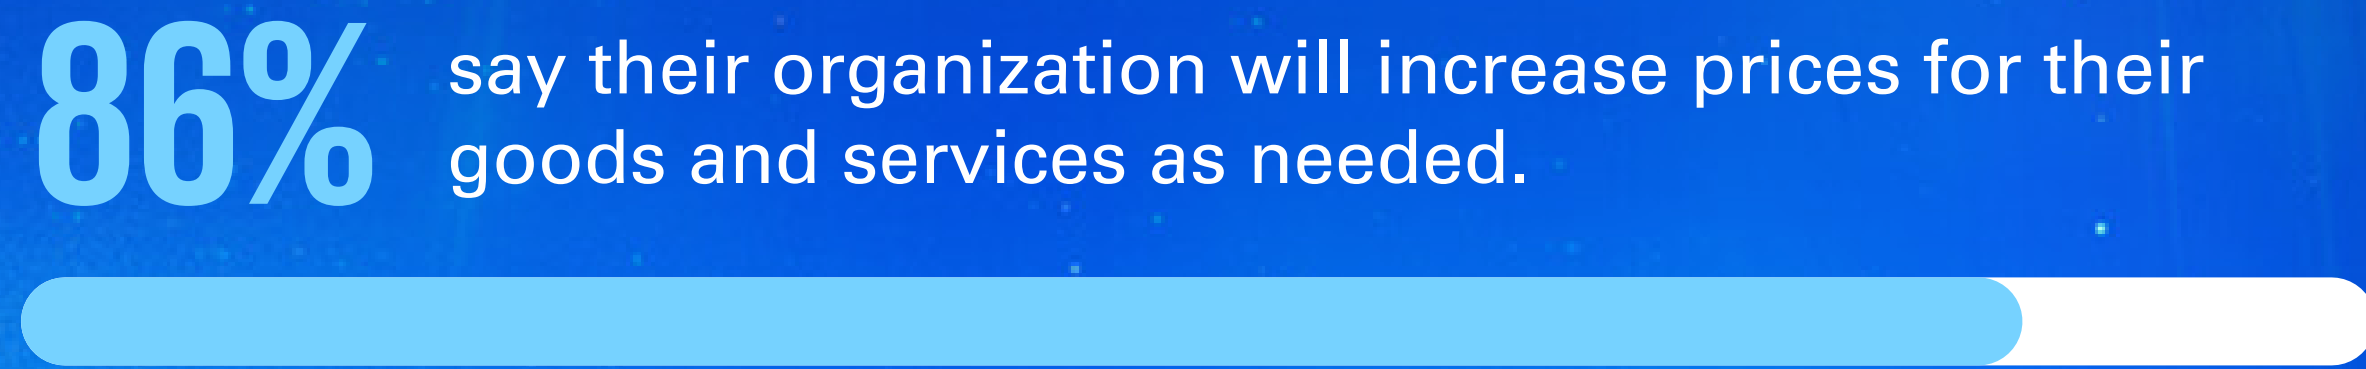 86%
say their organization will increase prices for their
goods and services as needed.